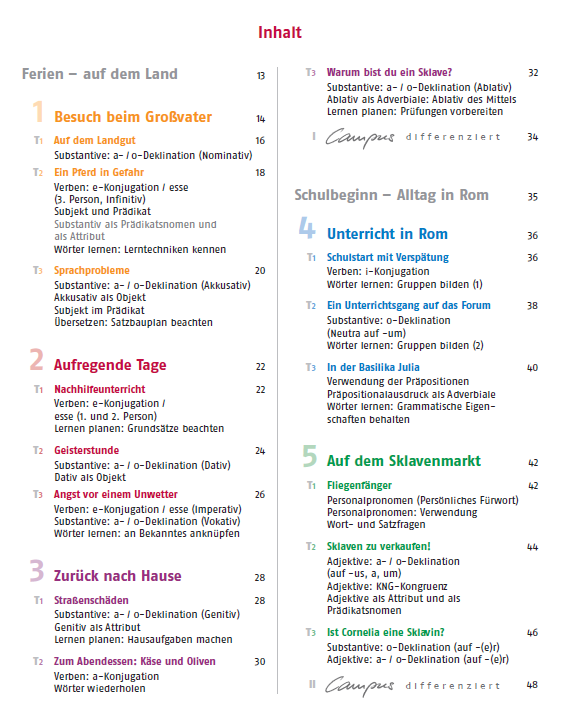 Inhalt
Ferien – auf dem Land 13
1 Besuch beim Großvater 14
T1 Auf dem Landgut 16
Substantive: a- / o-Deklination (Nominativ)
T2 Ein Pferd in Gefahr 18
Verben: e-Konjugation / esse
(3. Person, Infinitiv)
Subjekt und Prädikat
Substantiv als Prädikatsnomen und
als Attribut
Wörter lernen: Lerntechniken kennen
T3 Sprachprobleme 20
Substantive: a- / o-Deklination (Akkusativ)
Akkusativ als Objekt
Subjekt im Prädikat
Übersetzen: Satzbauplan beachten
2 Aufregende Tage 22
T1 Nachhilfeunterricht 22
Verben: e-Konjugation /
esse (1. und 2. Person)
Lernen planen: Grundsätze beachten
T2 Geisterstunde 24
Substantive: a- / o-Deklination (Dativ)
Dativ als Objekt
T3 Angst vor einem Unwetter 26
Verben: e-Konjugation / esse (Imperativ)
Substantive: a- / o-Deklination (Vokativ)
Wörter lernen: an Bekanntes anknüpfen
3 Zurück nach Hause 28
T1 Straßenschäden 28
Substantive: a- / o-Deklination (Genitiv)
Genitiv als Attribut
Lernen planen: Hausaufgaben machen
T2 Zum Abendessen: Käse und Oliven 30
Verben: a-Konjugation
Wörter wiederholen
T3 Warum bist du ein Sklave? 32
Substantive: a- / o-Deklination (Ablativ)
Ablativ als Adverbiale: Ablativ des Mittels
Lernen planen: Prüfungen vorbereiten
I Campus differenziert 34
Schulbeginn – Alltag in Rom 35
4 Unterricht in Rom 36
T1 Schulstart mit Verspätung 36
Verben: i-Konjugation
Wörter lernen: Gruppen bilden (1)
T2 Ein Unterrichtsgang auf das Forum 38
Substantive: o-Deklination
(Neutra auf -um)
Wörter lernen: Gruppen bilden (2)
T3 In der Basilika Julia 40
Verwendung der Präpositionen
Präpositionalausdruck als Adverbiale
Wörter lernen: Grammatische Eigen-
schaften behalten
5 Auf dem Sklavenmarkt 42
T1 Fliegenfänger 42
Personalpronomen (Persönliches Fürwort)
Personalpronomen: Verwendung
Wort- und Satzfragen
T2 Sklaven zu verkaufen! 44
Adjektive: a- / o-Deklination
(auf -us, a, um)
Adjektive: KNG-Kongruenz
Adjektive als Attribut und als
Prädikatsnomen
T3 Ist Cornelia eine Sklavin? 46
Substantive: o-Deklination (auf -(e)r)
Adjektive: a- / o-Deklination (auf -(e)r)
II Campus differenziert 48